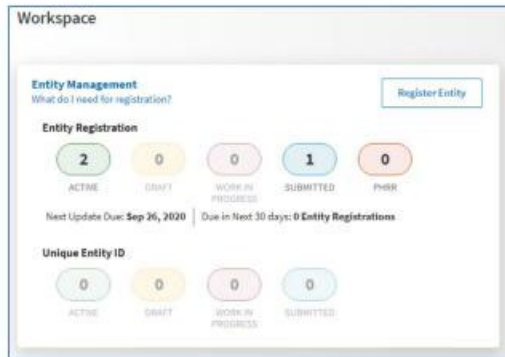 Workspace
Entity Management
What do I need for registration?
Register Entity
Entity Registration
2 0 0 1 0
ACTIVE DRAFT WORK IN PROGRESS SUBMITTED PHRR
Next Update Due: Sep 26, 2020 Due in Next 30 days: 0 Entity Registrations
Unique Entity ID
0 0 0 0
ACTIVE DRAFT WORK IN PROGRESS SUBMITTED